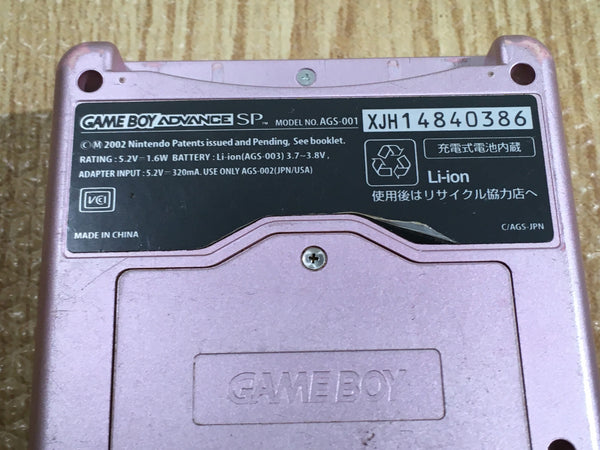 GAME BOY ADVANCE SP™ MODEL NO. AGS-001 XJH14840386
©Ⓜ 2002 Nintendo Patents issued and Pending, See booklet.
RATING : 5.2V⎓1.6W BATTERY : Li-ion(AGS-003) 3.7~3.8V,
ADAPTER INPUT : 5.2V⎓320mA. USE ONLY AGS-002(JPN/USA)
充電式電池内蔵
Li-ion
使用後はリサイクル協力店へ
VCI
MADE IN CHINA
C/AGS-JPN
GAME BOY